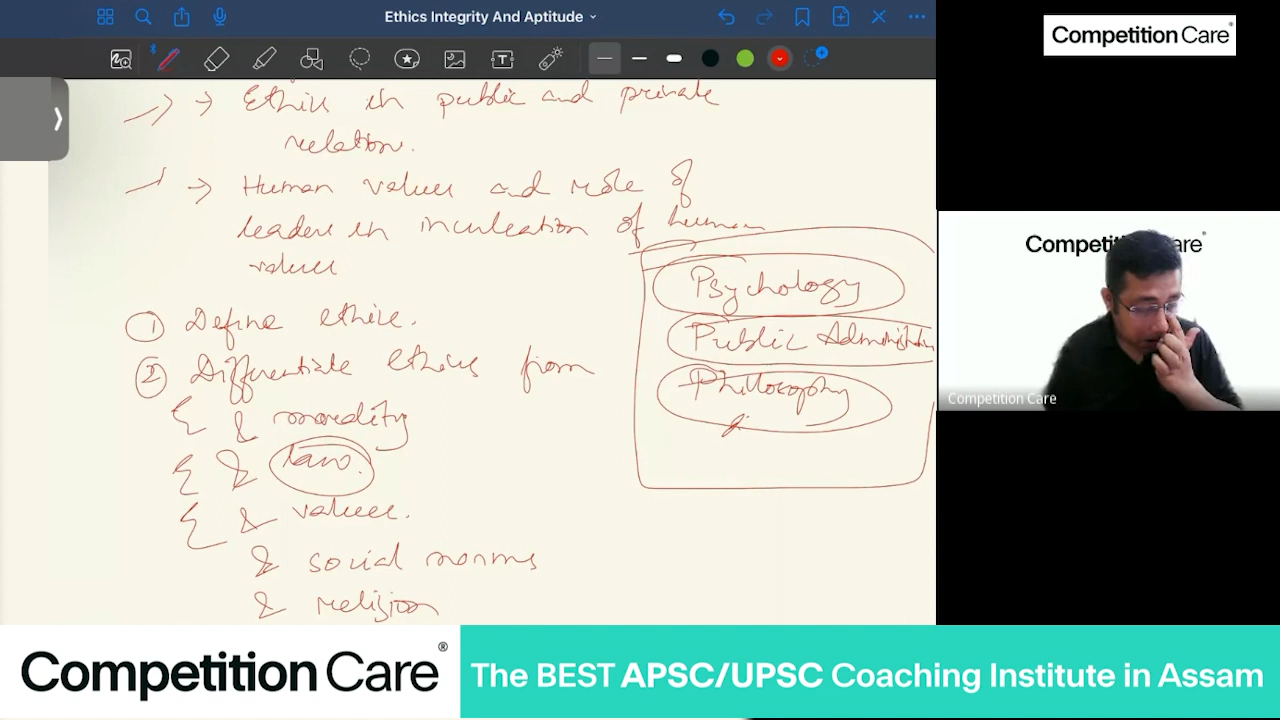 Ethics Integrity And Aptitude
Competition Care
→ Ethics in public and private
relation.
→ Human values and role of
leaders in inculcation of human
values
① Define ethics.
② Differentiate ethics from
& morality
& law.
& values.
& social norms
& religion
Psychology
Public Administration
Philosophy
Competition Care®
Competition Care
Competition Care®
The BEST APSC/UPSC Coaching Institute in Assam